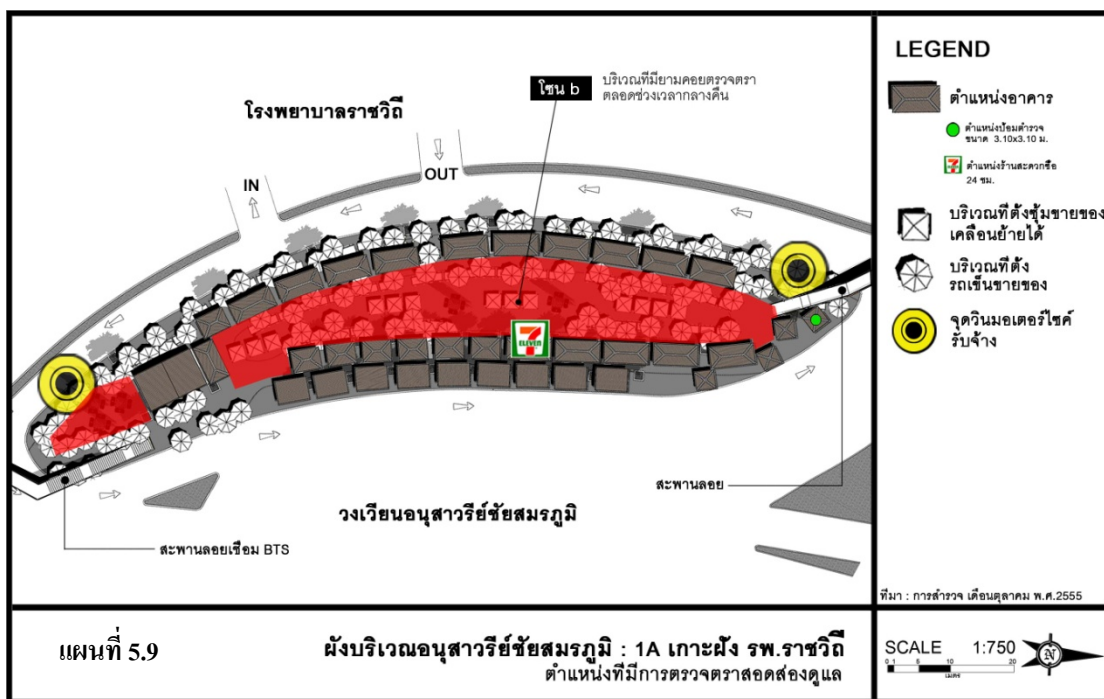 โรงพยาบาลราชวิถี
โซน b
บริเวณที่มียามคอยตรวจตรา
ตลอดช่วงเวลากลางคืน
IN
OUT
7
ELEVEN
วงเวียนอนุสาวรีย์ชัยสมรภูมิ
สะพานลอย
สะพานลอยเชื่อม BTS
LEGEND
ตำแหน่งอาคาร
ตำแหน่งป้อมตำรวจ
ขนาด 3.10x3.10 ม.
7
ตำแหน่งร้านสะดวกซื้อ
24 ชม.
บริเวณที่ตั้งซุ้มขายของ
เคลื่อนย้ายได้
บริเวณที่ตั้ง
รถเข็นขายของ
จุดวินมอเตอร์ไซค์
รับจ้าง
ที่มา : การสำรวจ เดือนตุลาคม พ.ศ.2555
แผนที่ 5.9
ผังบริเวณอนุสาวรีย์ชัยสมรภูมิ : 1A เกาะฝั่ง รพ.ราชวิถี
ตำแหน่งที่มีการตรวจตราสอดส่องดูแล
SCALE 1:750
0 1 5 10 20
เมตร
N